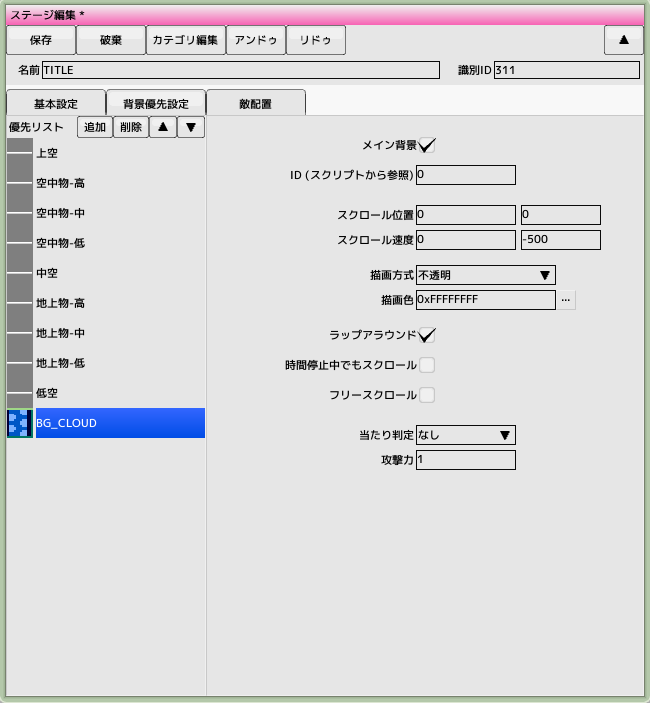 ステージ編集 *
保存 破棄 カテゴリ編集 アンドゥ リドゥ ▲
名前 TITLE 識別ID 311
基本設定 背景優先設定 敵配置
優先リスト 追加 削除 ▲ ▼
上空
空中物-高
空中物-中
空中物-低
中空
地上物-高
地上物-中
地上物-低
低空
BG_CLOUD
メイン背景
ID (スクリプトから参照) 0
スクロール位置 0 0
スクロール速度 0 -500
描画方式 不透明 ▼
描画色 0xFFFFFFFF ...
ラップアラウンド
時間停止中でもスクロール
フリースクロール
当たり判定 なし ▼
攻撃力 1